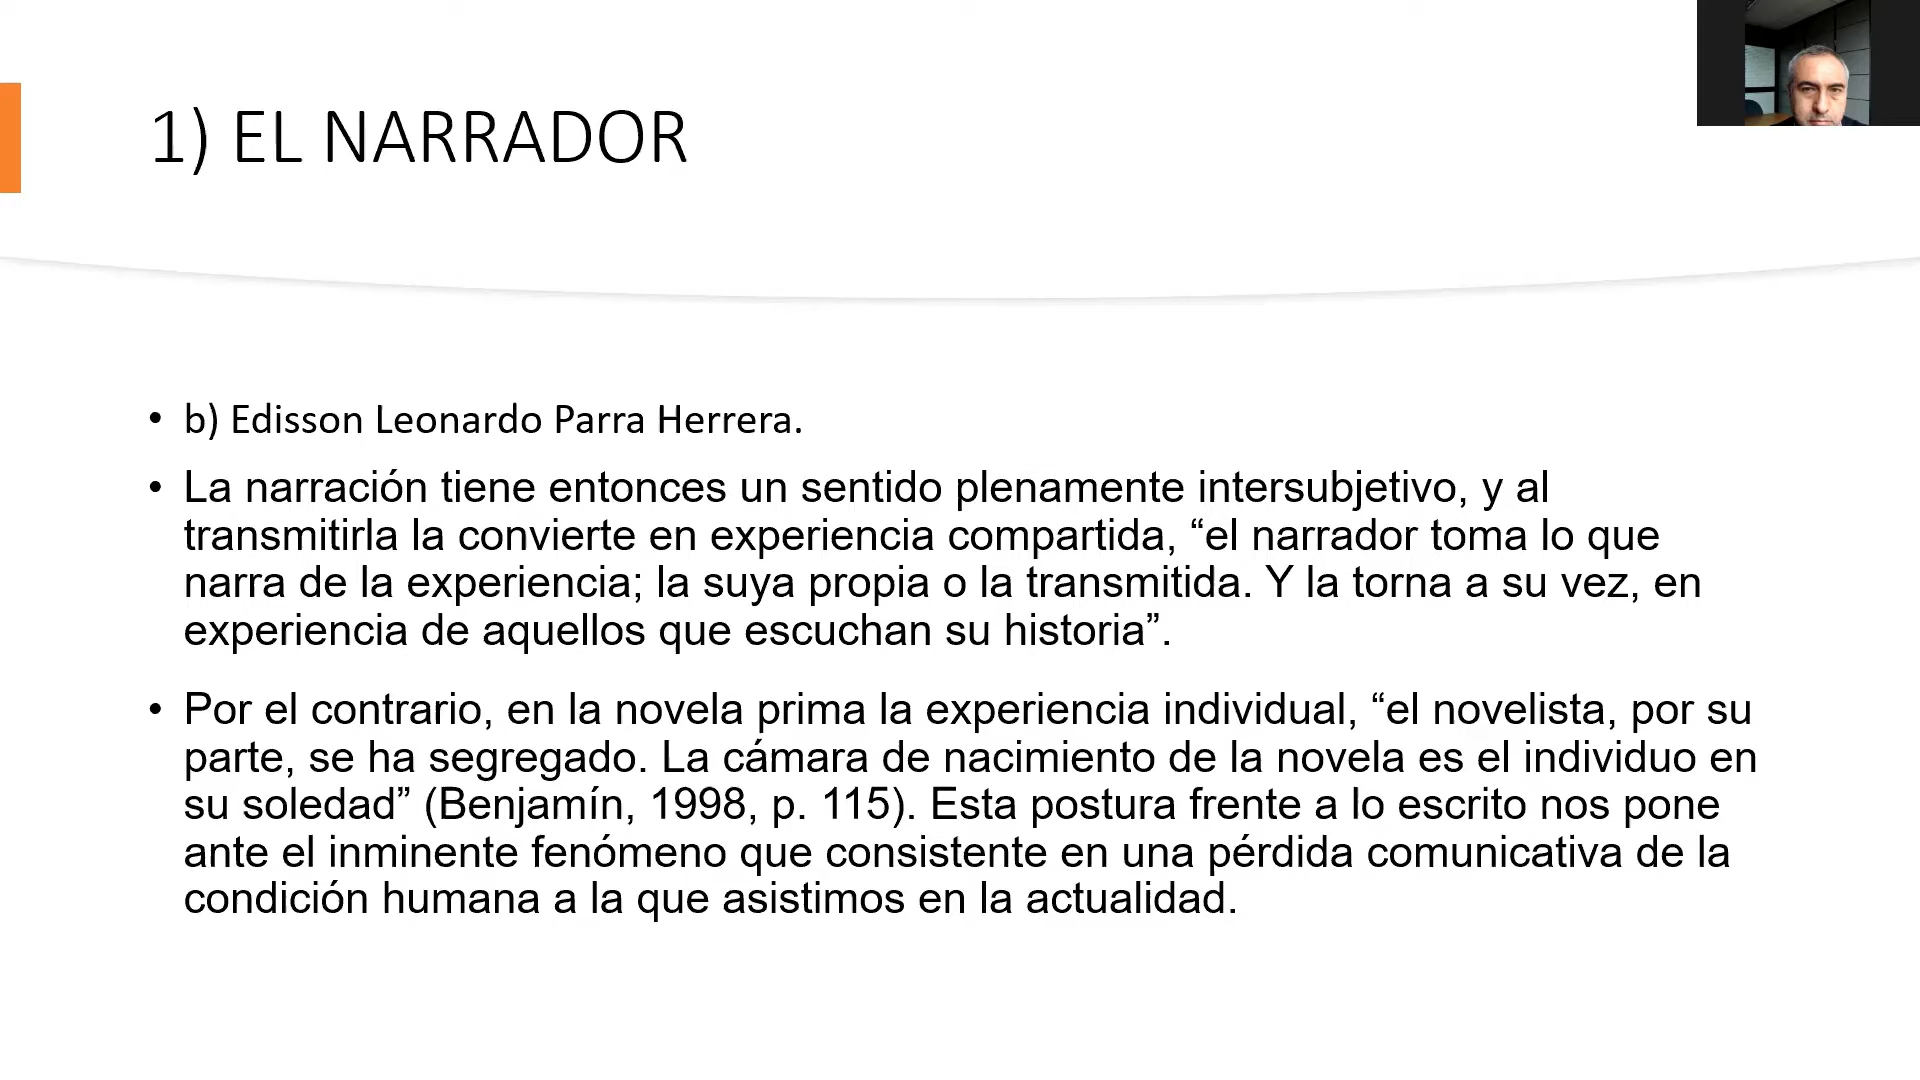 1) EL NARRADOR
• b) Edisson Leonardo Parra Herrera.
• La narración tiene entonces un sentido plenamente intersubjetivo, y al
transmitirla la convierte en experiencia compartida, “el narrador toma lo que
narra de la experiencia; la suya propia o la transmitida. Y la torna a su vez, en
experiencia de aquellos que escuchan su historia”.
• Por el contrario, en la novela prima la experiencia individual, “el novelista, por su
parte, se ha segregado. La cámara de nacimiento de la novela es el individuo en
su soledad” (Benjamín, 1998, p. 115). Esta postura frente a lo escrito nos pone
ante el inminente fenómeno que consistente en una pérdida comunicativa de la
condición humana a la que asistimos en la actualidad.